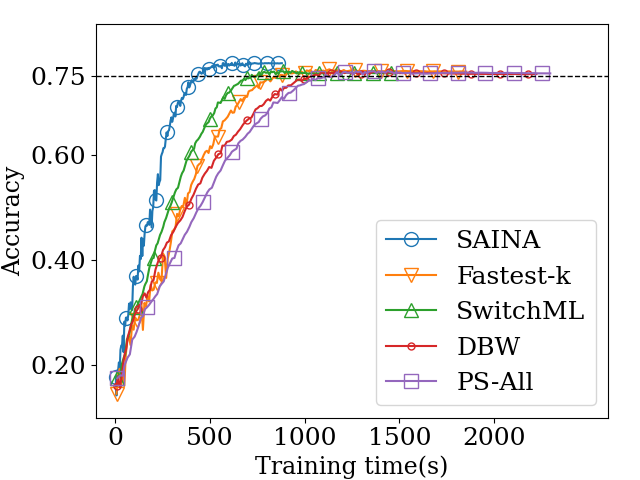 Accuracy
0.75
0.60
0.40
0.20
SAINA
Fastest-k
SwitchML
DBW
PS-All
0 500 1000 1500 2000
Training time(s)